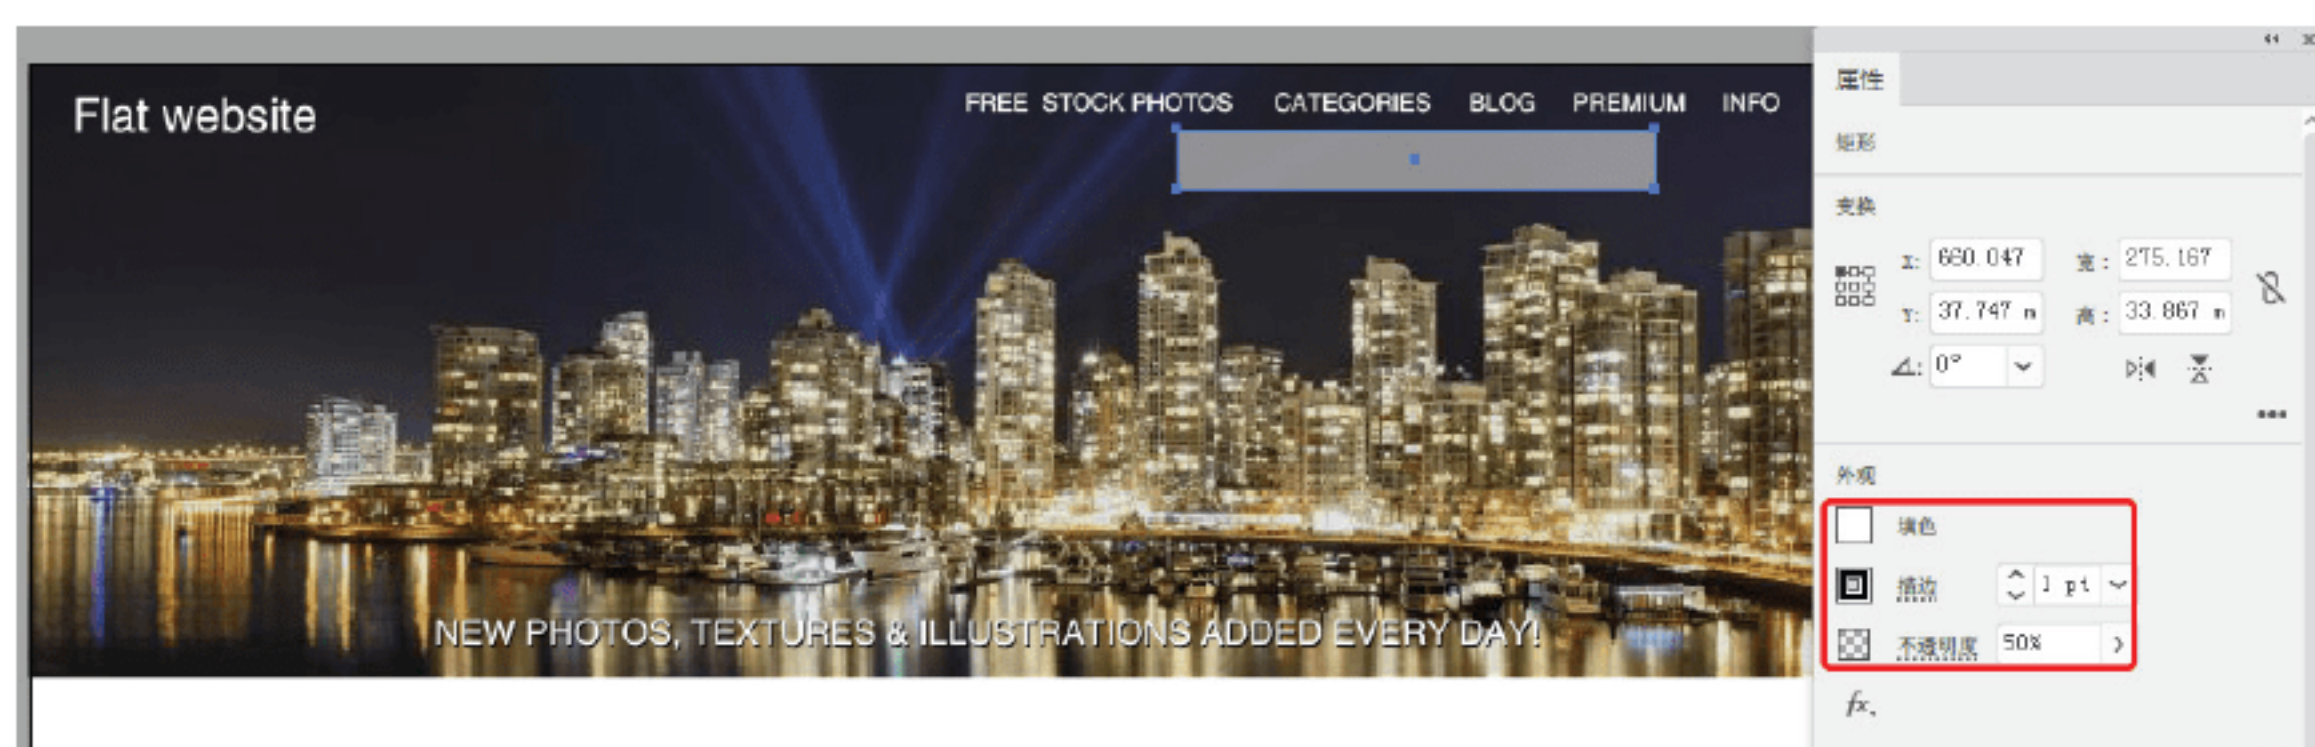 Flat website
FREE STOCK PHOTOS CATEGORIES BLOG PREMIUM INFO
NEW PHOTOS, TEXTURES & ILLUSTRATIONS ADDED EVERY DAY!
属性
矩形
变换
X: 660.047 宽: 275.167
Y: 37.747 m 高: 33.867 m
0°
外观
填色
描边 1 pt
不透明度 50%
fx.